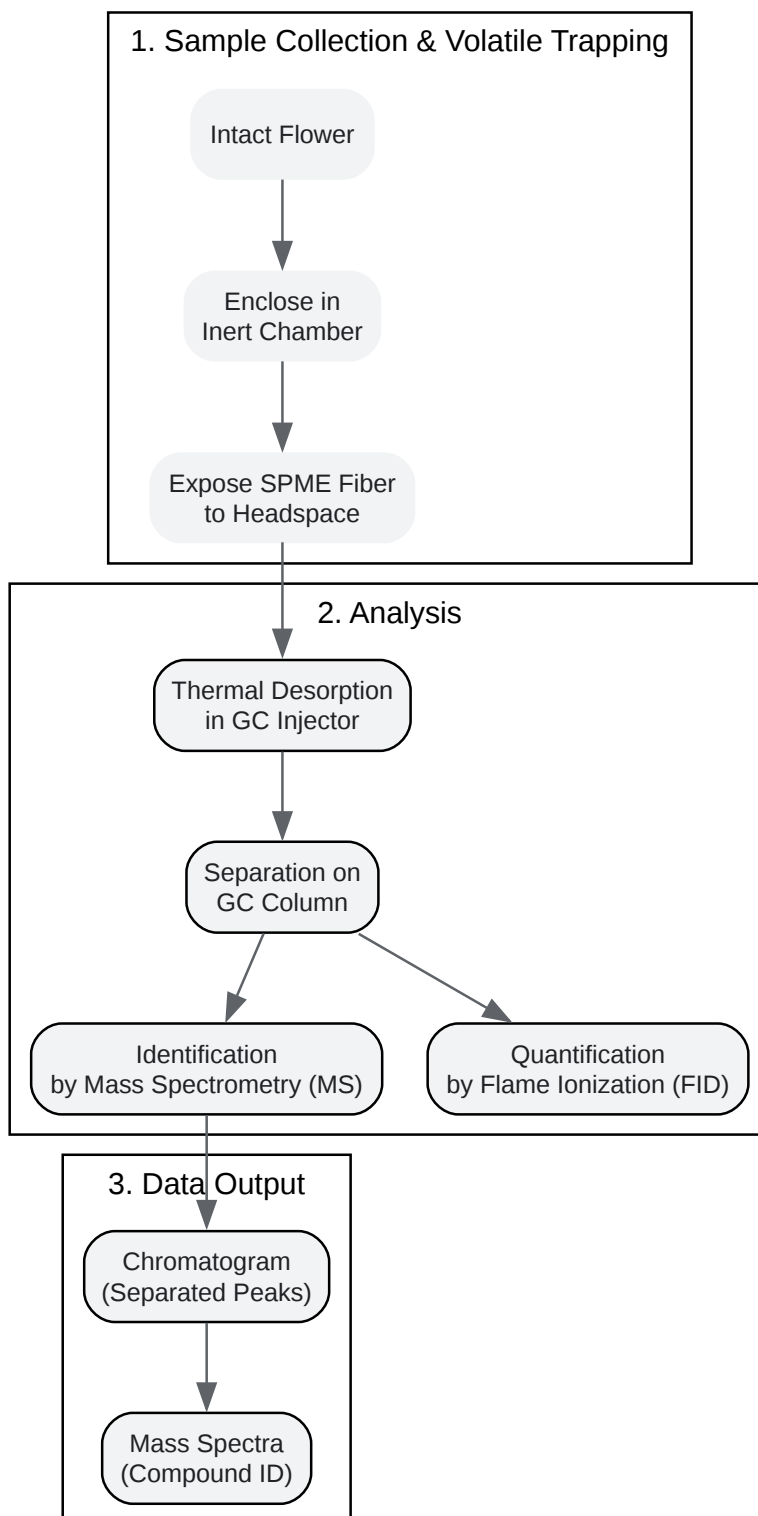 1. Sample Collection & Volatile Trapping
Intact Flower
Enclose in
Inert Chamber
Expose SPME Fiber
to Headspace
2. Analysis
Thermal Desorption
in GC Injector
Separation on
GC Column
Identification
by Mass Spectrometry (MS)
Quantification
by Flame Ionization (FID)
3. Data Output
Chromatogram
(Separated Peaks)
Mass Spectra
(Compound ID)